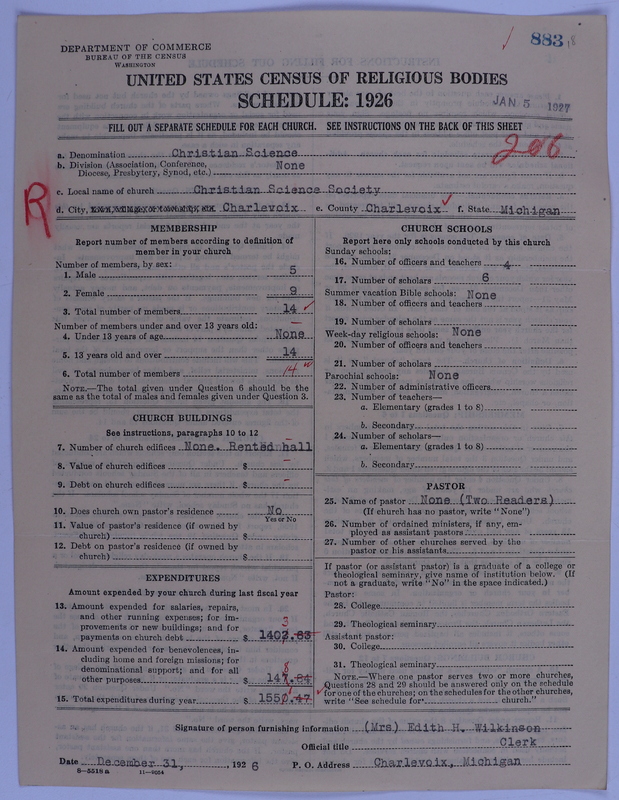 883
DEPARTMENT OF COMMERCE
BUREAU OF THE CENSUS
WASHINGTON
UNITED STATES CENSUS OF RELIGIOUS BODIES
SCHEDULE: 1926
JAN 5 1927
FILL OUT A SEPARATE SCHEDULE FOR EACH CHURCH. SEE INSTRUCTIONS ON THE BACK OF THIS SHEET
206
a. Denomination Christian Science
b. Division (Association, Conference, Diocese, Presbytery, Synod, etc.) None
c. Local name of church Christian Science Society
R
d. City, Charlevoix e. County Charlevoix f. State Michigan
MEMBERSHIP
Report number of members according to definition of
member in your church
Number of members, by sex:
1. Male 5
2. Female 9
3. Total number of members 14
Number of members under and over 13 years old:
4. Under 13 years of age None
5. 13 years old and over 14
6. Total number of members 14
NOTE.—The total given under Question 6 should be the
same as the total of males and females given under Question 3.
CHURCH BUILDINGS
See instructions, paragraphs 10 to 12
7. Number of church edifices None. Rented hall
8. Value of church edifices $ -
9. Debt on church edifices $ -
10. Does church own pastor's residence No
Yes or No
11. Value of pastor's residence (if owned by
church) $
12. Debt on pastor's residence (if owned by
church) $
EXPENDITURES
Amount expended by your church during last fiscal year
13. Amount expended for salaries, repairs,
and other running expenses; for im-
provements or new buildings; and for
payments on church debt $ 1402.63
3
14. Amount expended for benevolences, in-
cluding home and foreign missions; for
denominational support; and for all
other purposes $ 147.84
8
15. Total expenditures during year $ 1550.47
1
CHURCH SCHOOLS
Report here only schools conducted by this church
Sunday schools:
16. Number of officers and teachers 4
17. Number of scholars 6
Summer vacation Bible schools: None
18. Number of officers and teachers
19. Number of scholars
Week-day religious schools: None
20. Number of officers and teachers
21. Number of scholars
Parochial schools: None
22. Number of administrative officers
23. Number of teachers—
a. Elementary (grades 1 to 8)
b. Secondary
24. Number of scholars—
a. Elementary (grades 1 to 8)
b. Secondary
PASTOR
25. Name of pastor None (Two Readers)
(If church has no pastor, write "None")
26. Number of ordained ministers, if any, em-
ployed as assistant pastors
27. Number of other churches served by the
pastor or his assistants
If pastor (or assistant pastor) is a graduate of a college or
theological seminary, give name of institution below. (If
not a graduate, write "No" in the space indicated.)
Pastor:
28. College
29. Theological seminary
Assistant pastor:
30. College
31. Theological seminary
NOTE.—Where one pastor serves two or more churches,
Questions 28 and 29 should be answered only on the schedule
for one of the churches; on the schedules for the other churches,
write "See schedule for church."
Signature of person furnishing information (Mrs) Edith H. Wilkinson
Official title Clerk
Date December 31, 1926 P. O. Address Charlevoix, Michigan
8-5518a 11-9054